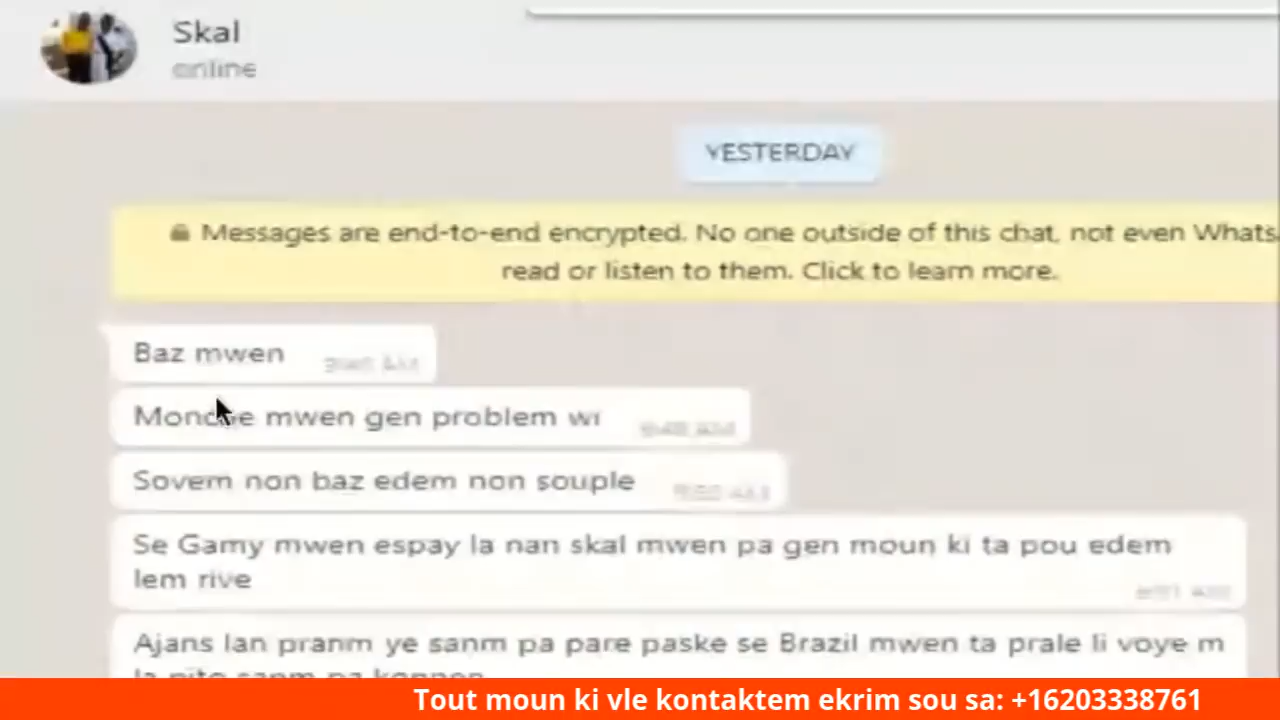 Skal
online
YESTERDAY
Messages are end-to-end encrypted. No one outside of this chat, not even Whats
read or listen to them. Click to learn more.
Baz mwen
mwen gen problem wi
Sovem non baz edem non souple
Se Gamy mwen espay la nan skal mwen pa gen moun ki ta pou edem
lem rive
Ajans lan pranm ye sanm pa pare paske se Brazil mwen ta prale li voye m
Tout moun ki vle kontaktem ekrim sou sa: +16203338761